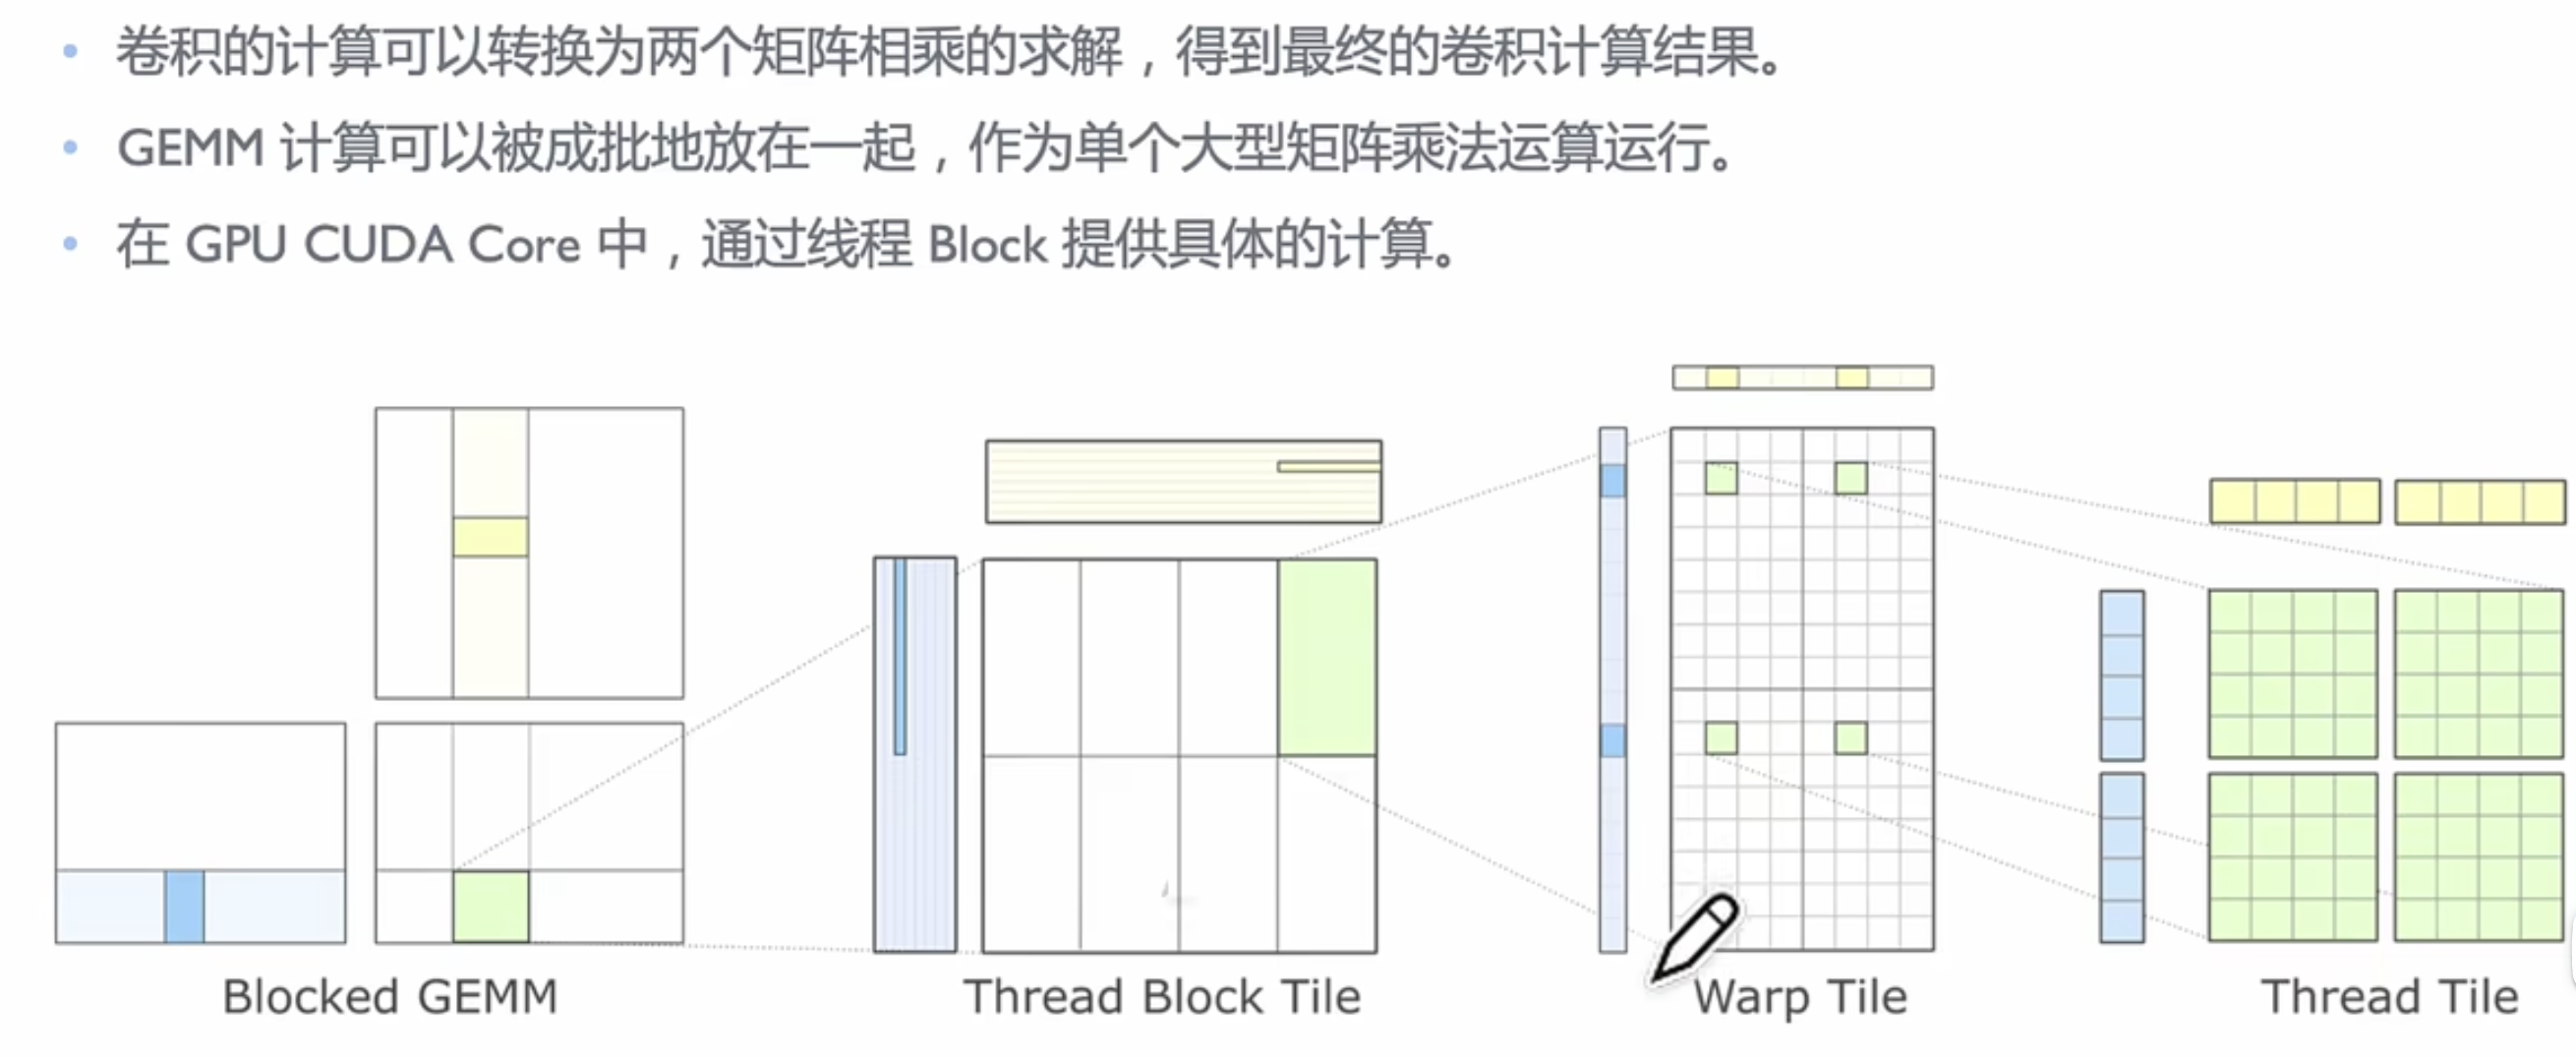 卷积的计算可以转换为两个矩阵相乘的求解，得到最终的卷积计算结果。
GEMM 计算可以被成批地放在一起，作为单个大型矩阵乘法运算运行。
在 GPU CUDA Core 中，通过线程 Block 提供具体的计算。
Blocked GEMM
Thread Block Tile
Warp Tile
Thread Tile